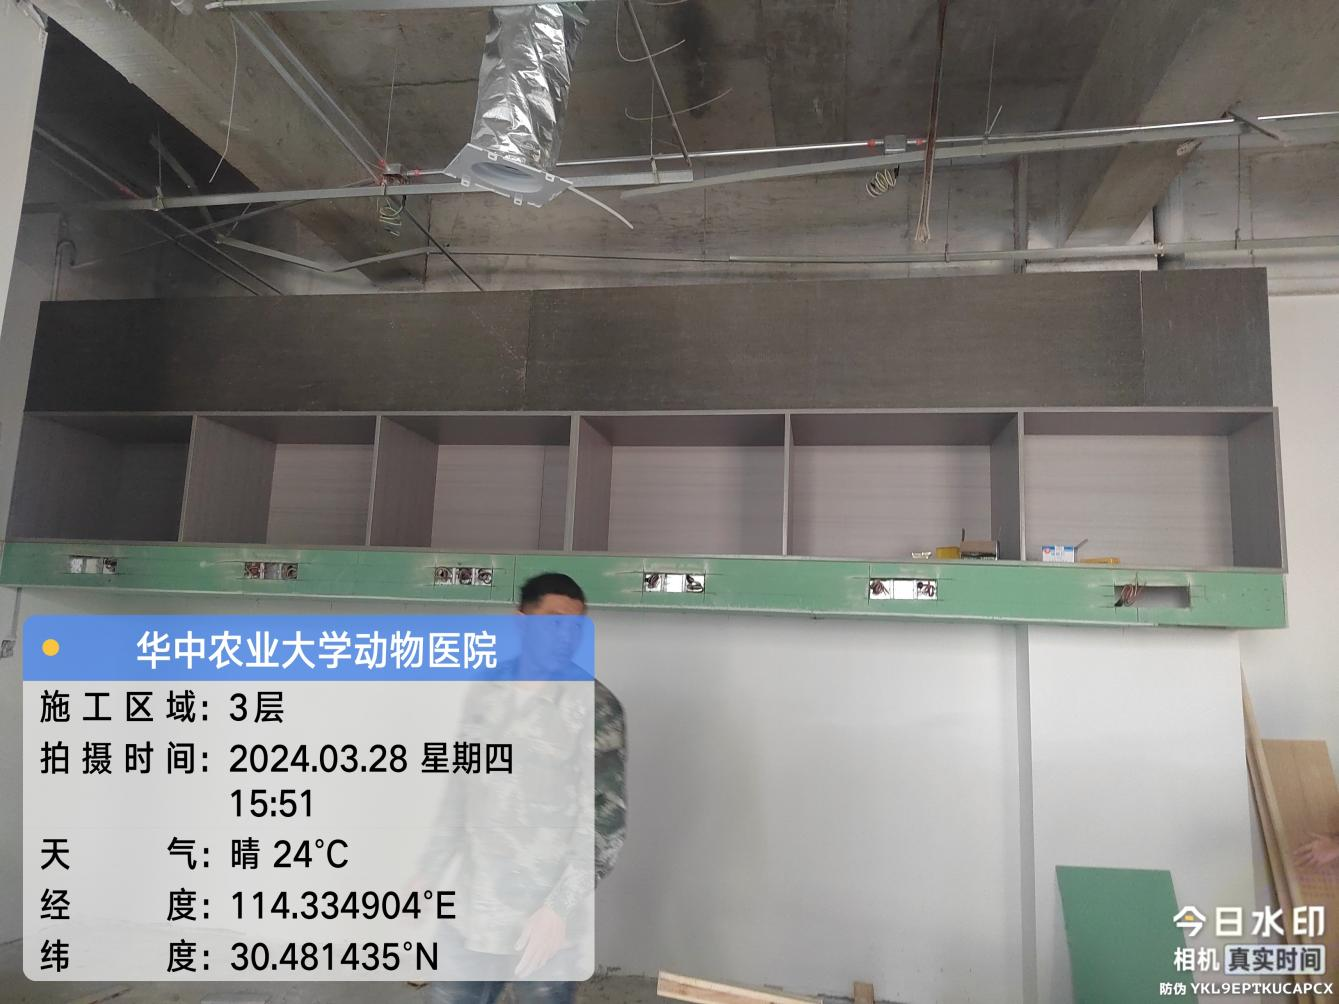 华中农业大学动物医院
施工区域：3层
拍摄时间：2024.03.28 星期四
15:51
天气：晴 24℃
经度：114.334904°E
纬度：30.481435°N
今日水印
相机 真实时间
防伪 YKL9EPTKUCAPCX